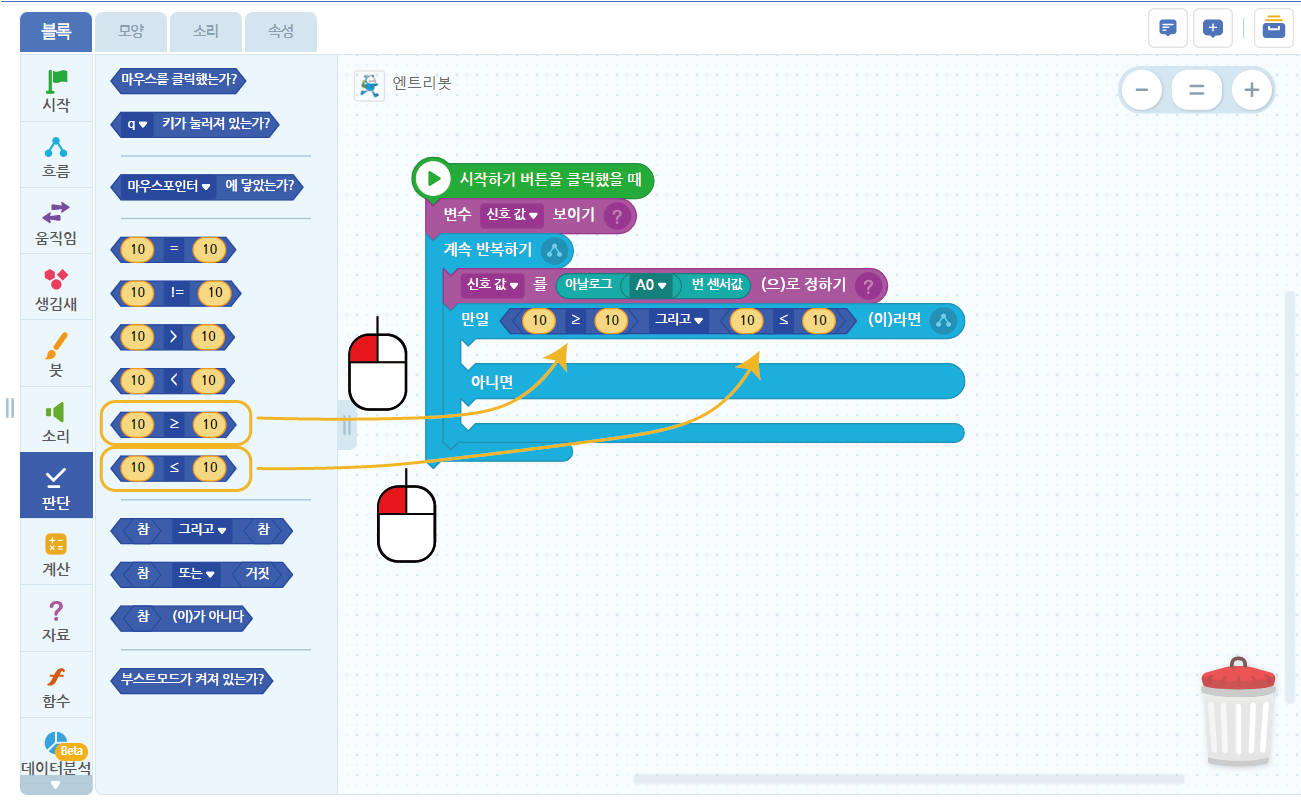 블록 모양 소리 속성
시작
흐름
움직임
생김새
붓
소리
판단
계산
자료
함수
Beta
데이터분석
마우스를 클릭했는가?
q 키가 눌러져 있는가?
마우스포인터 에 닿았는가?
10 = 10
10 != 10
10 > 10
10 < 10
10 ≥ 10
10 ≤ 10
참 그리고 참
참 또는 거짓
참 (이)가 아니다
부스트모드가 켜져 있는가?
엔트리봇
시작하기 버튼을 클릭했을 때
변수 신호 값 보이기 ?
계속 반복하기
신호 값 를 아날로그 A0 번 센서값 (으)로 정하기 ?
만일 10 ≥ 10 그리고 10 ≤ 10 (이)라면
아니면